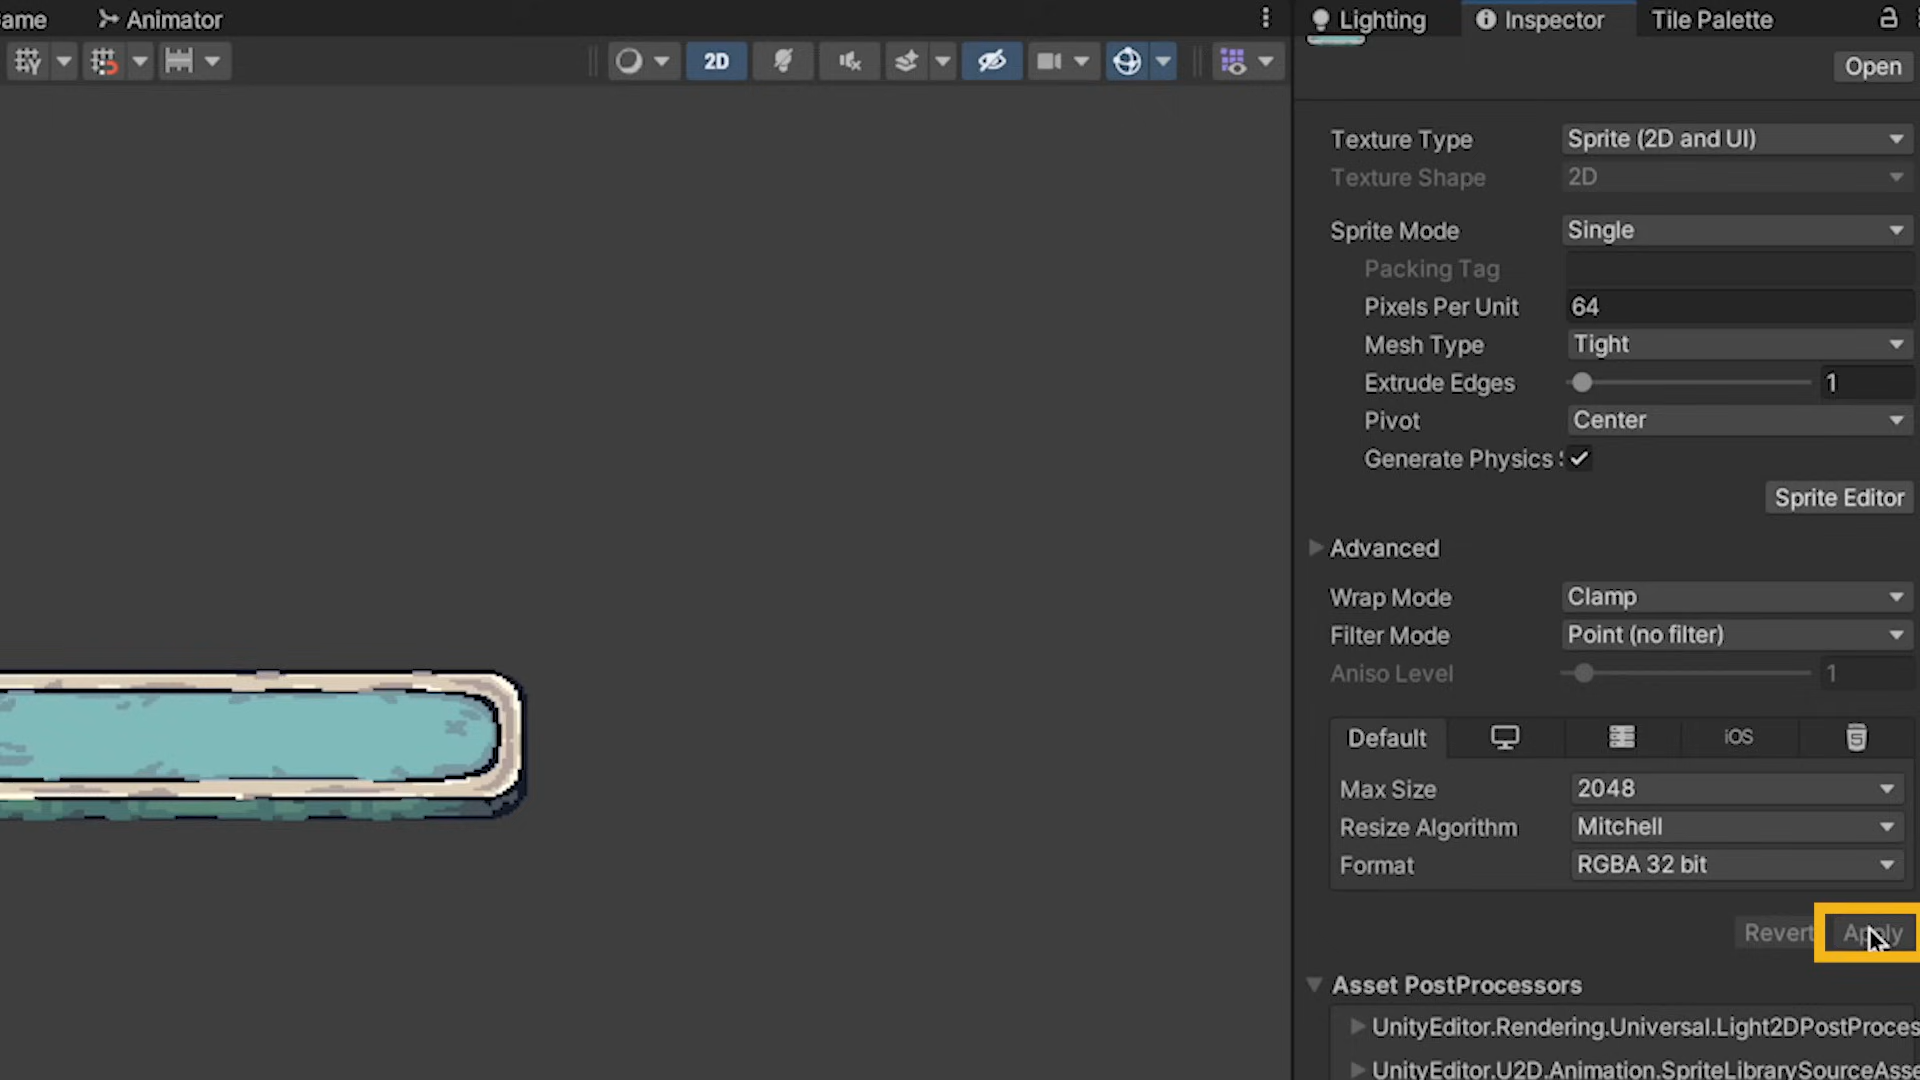 ame Animator Lighting Inspector Tile Palette
2D
Open
Texture Type Sprite (2D and UI)
Texture Shape 2D
Sprite Mode Single
Packing Tag
Pixels Per Unit 64
Mesh Type Tight
Extrude Edges 1
Pivot Center
Generate Physics S
Sprite Editor
Advanced
Wrap Mode Clamp
Filter Mode Point (no filter)
Aniso Level 1
Default iOS 5
Max Size 2048
Resize Algorithm Mitchell
Format RGBA 32 bit
Revert Apply
Asset PostProcessors
UnityEditor.Rendering.Universal.Light2DPostProces
UnityEditor.U2D.Animation.SpriteLibrarySourceAsse